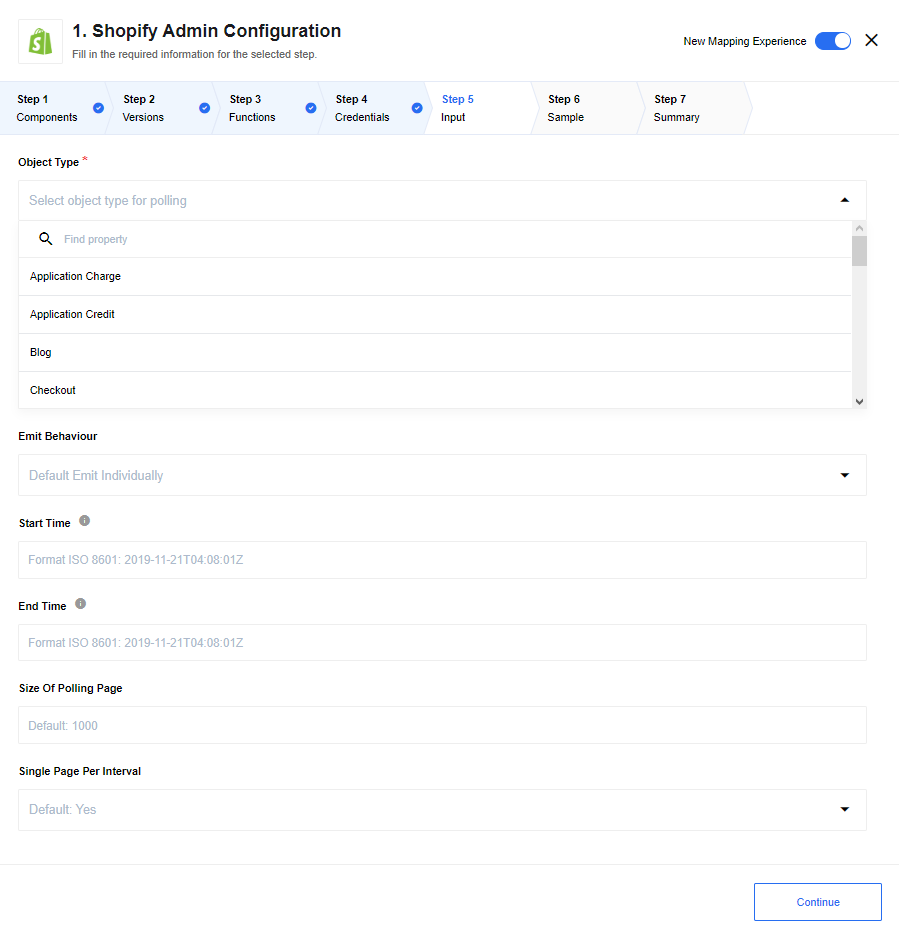 1. Shopify Admin Configuration
Fill in the required information for the selected step.
New Mapping Experience
Step 1
Components
Step 2
Versions
Step 3
Functions
Step 4
Credentials
Step 5
Input
Step 6
Sample
Step 7
Summary
Object Type *
Select object type for polling
Find property
Application Charge
Application Credit
Blog
Checkout
Emit Behaviour
Default Emit Individually
Start Time
Format ISO 8601: 2019-11-21T04:08:01Z
End Time
Format ISO 8601: 2019-11-21T04:08:01Z
Size Of Polling Page
Default: 1000
Single Page Per Interval
Default: Yes
Continue